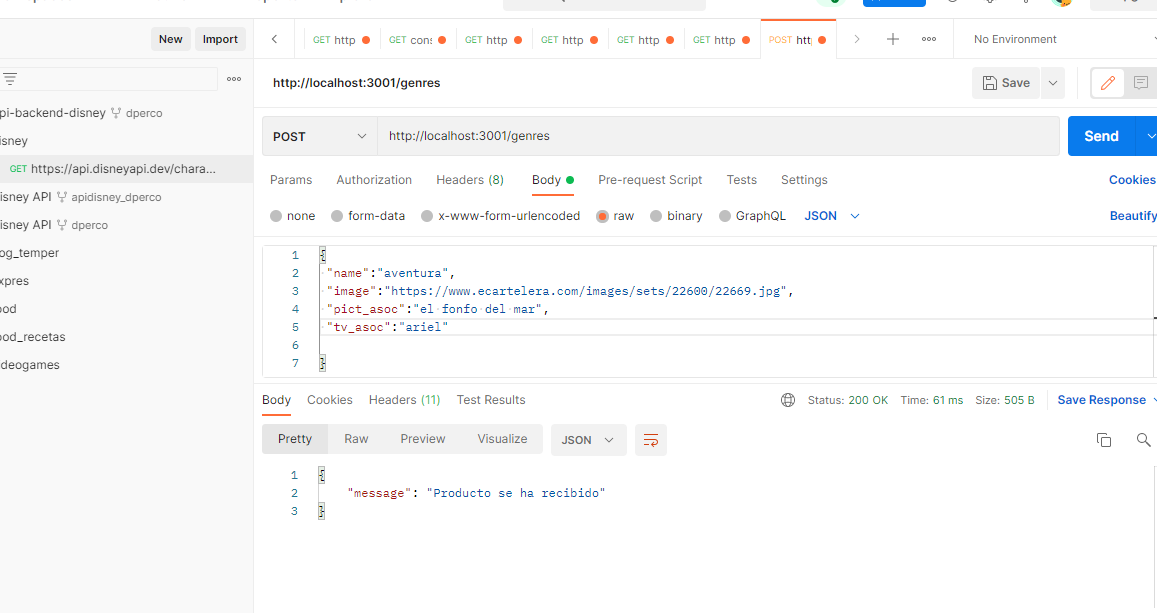 New Import
GET http GET cons GET http GET http GET http GET http POST htt No Environment
http://localhost:3001/genres Save
pi-backend-disney dperco
isney
GET https://api.disneyapi.dev/chara...
isney API apidisney_dperco
isney API dperco
og_temper
xpres
ood
ood_recetas
deogames
POST http://localhost:3001/genres Send
Params Authorization Headers (8) Body Pre-request Script Tests Settings Cookies
none form-data x-www-form-urlencoded raw binary GraphQL JSON Beautify
1 {
2 "name":"aventura",
3 "image":"https://www.ecartelera.com/images/sets/22600/22669.jpg",
4 "pict_asoc":"el fonfo del mar",
5 "tv_asoc":"ariel"
6
7 }
Body Cookies Headers (11) Test Results Status: 200 OK Time: 61 ms Size: 505 B Save Response
Pretty Raw Preview Visualize JSON
1 {
2 "message": "Producto se ha recibido"
3 }